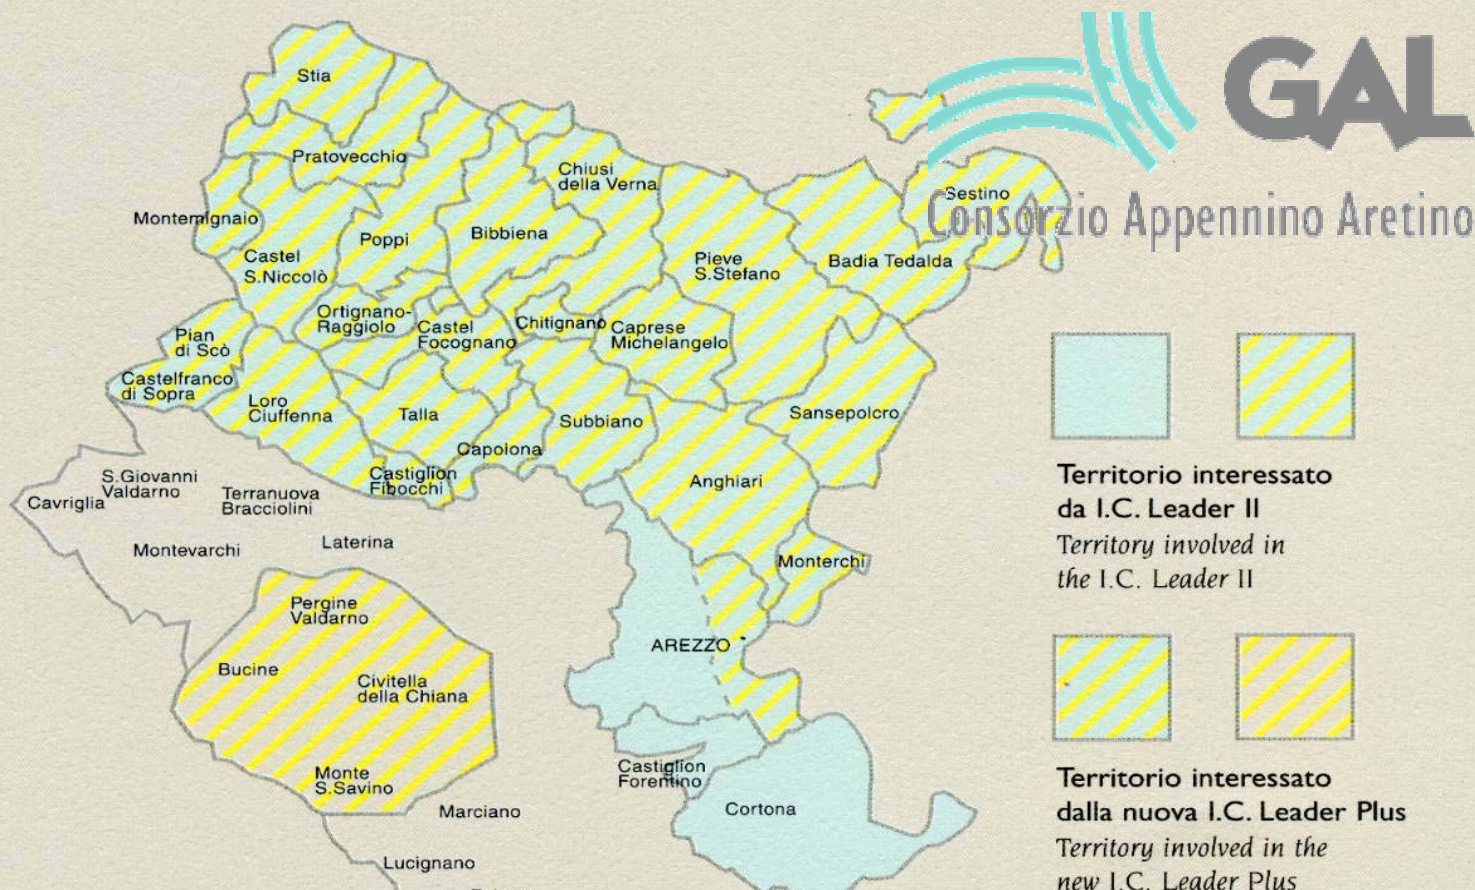 GAL
Consorzio Appennino Aretino
Stia
Pratovecchio
Chiusi
della Verna
Montemignaio
Castel
S.Niccolò
Poppi
Bibbiena
Pieve
S.Stefano
Badia Tedalda
Sestino
Ortignano-
Raggiolo
Castel
Focognano
Chitignano
Caprese
Michelangelo
Pian
di Scò
Castelfranco
di Sopra
Loro
Ciuffenna
Talla
Subbiano
Sansepolcro
Capolona
Castiglion
Fibocchi
Anghiari
S.Giovanni
Valdarno
Cavriglia
Terranuova
Bracciolini
Montevarchi
Laterina
Monterchi
Pergine
Valdarno
Bucine
Civitella
della Chiana
AREZZO
Monte
S.Savino
Marciano
Castiglion
Forentino
Cortona
Lucignano
Territorio interessato
da I.C. Leader II
Territory involved in
the I.C. Leader II
Territorio interessato
dalla nuova I.C. Leader Plus
Territory involved in the
new I.C. Leader Plus